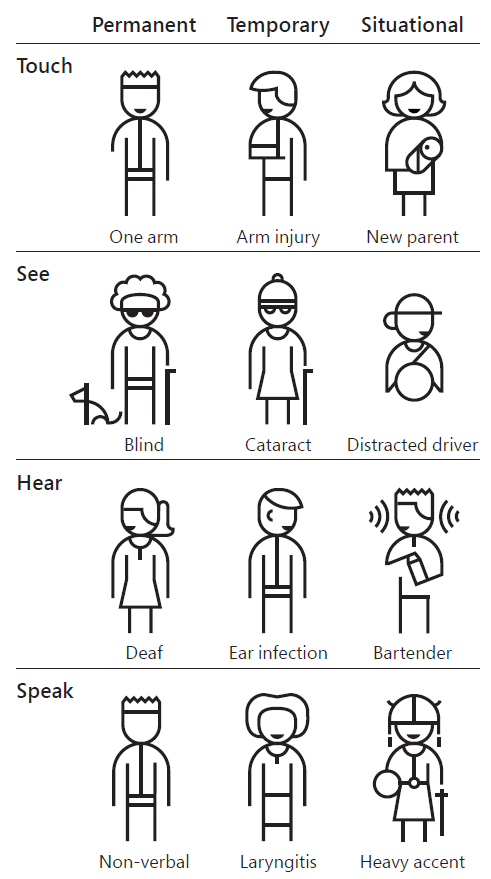 Permanent Temporary Situational
Touch
One arm Arm injury New parent
See
Blind Cataract Distracted driver
Hear
Deaf Ear infection Bartender
Speak
Non-verbal Laryngitis Heavy accent